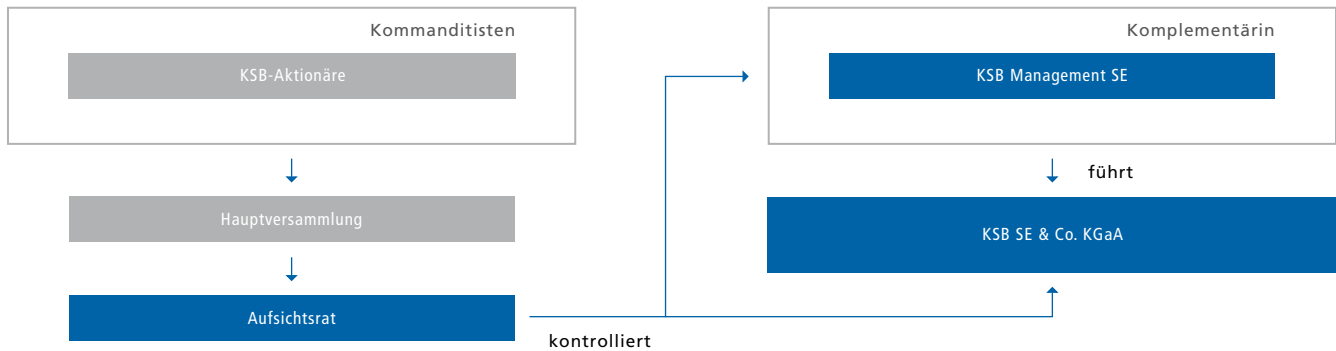 Kommanditisten
KSB-Aktionäre
Hauptversammlung
Aufsichtsrat
kontrolliert
Komplementärin
KSB Management SE
führt
KSB SE & Co. KGaA